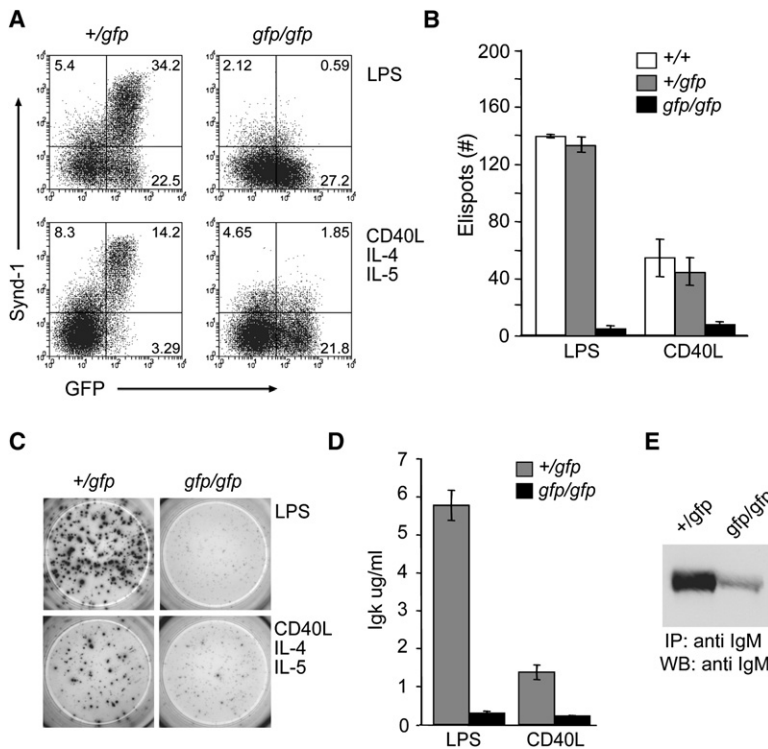 A
+/gfp
gfp/gfp
5.4
34.2
22.5
2.12
0.59
27.2
LPS
8.3
14.2
3.29
4.65
1.85
21.8
CD40L
IL-4
IL-5
Synd-1
GFP
B
Elispots (#)
200
160
120
80
40
0
+/+
+/gfp
gfp/gfp
LPS
CD40L
C
+/gfp
gfp/gfp
LPS
CD40L
IL-4
IL-5
D
Igk ug/ml
7
6
5
4
3
2
1
0
+/gfp
gfp/gfp
LPS
CD40L
E
+/gfp
gfp/gfp
IP: anti IgM
WB: anti IgM